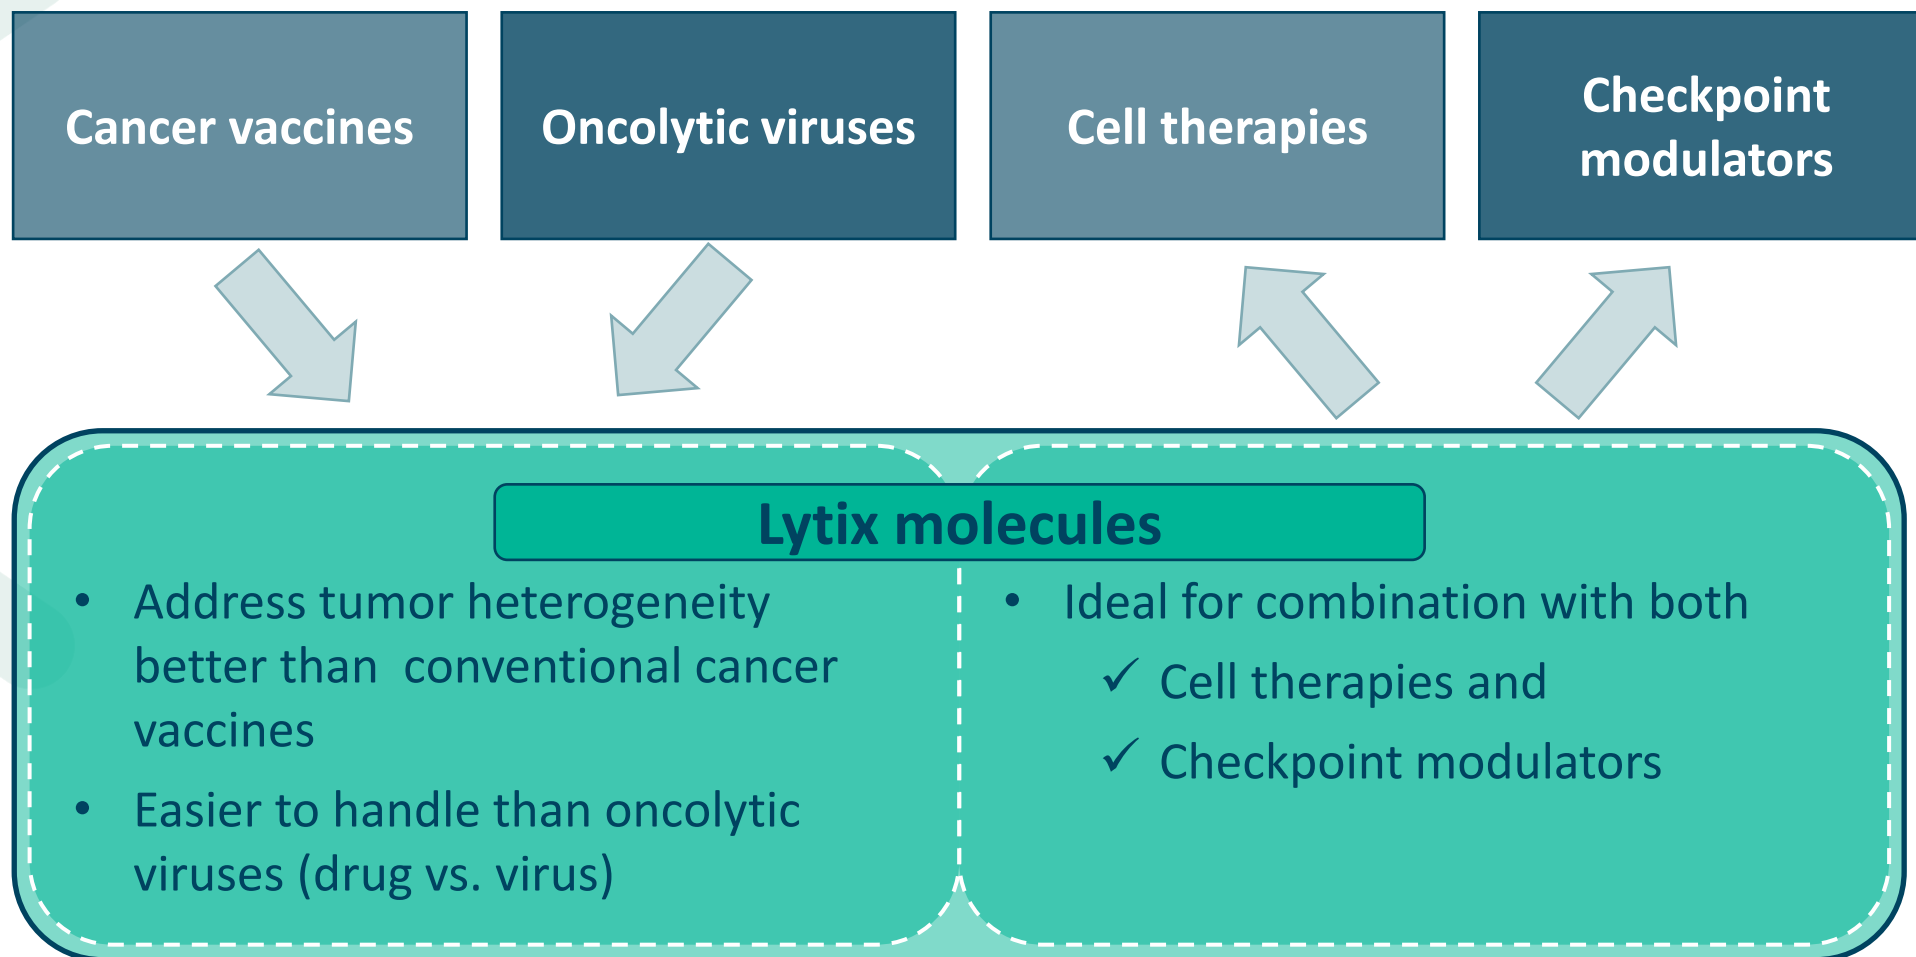 Cancer vaccines
Oncolytic viruses
Cell therapies
Checkpoint
modulators
Lytix molecules
• Address tumor heterogeneity
better than  conventional cancer
vaccines
• Easier to handle than oncolytic
viruses (drug vs. virus)
• Ideal for combination with both
✓ Cell therapies and
✓ Checkpoint modulators